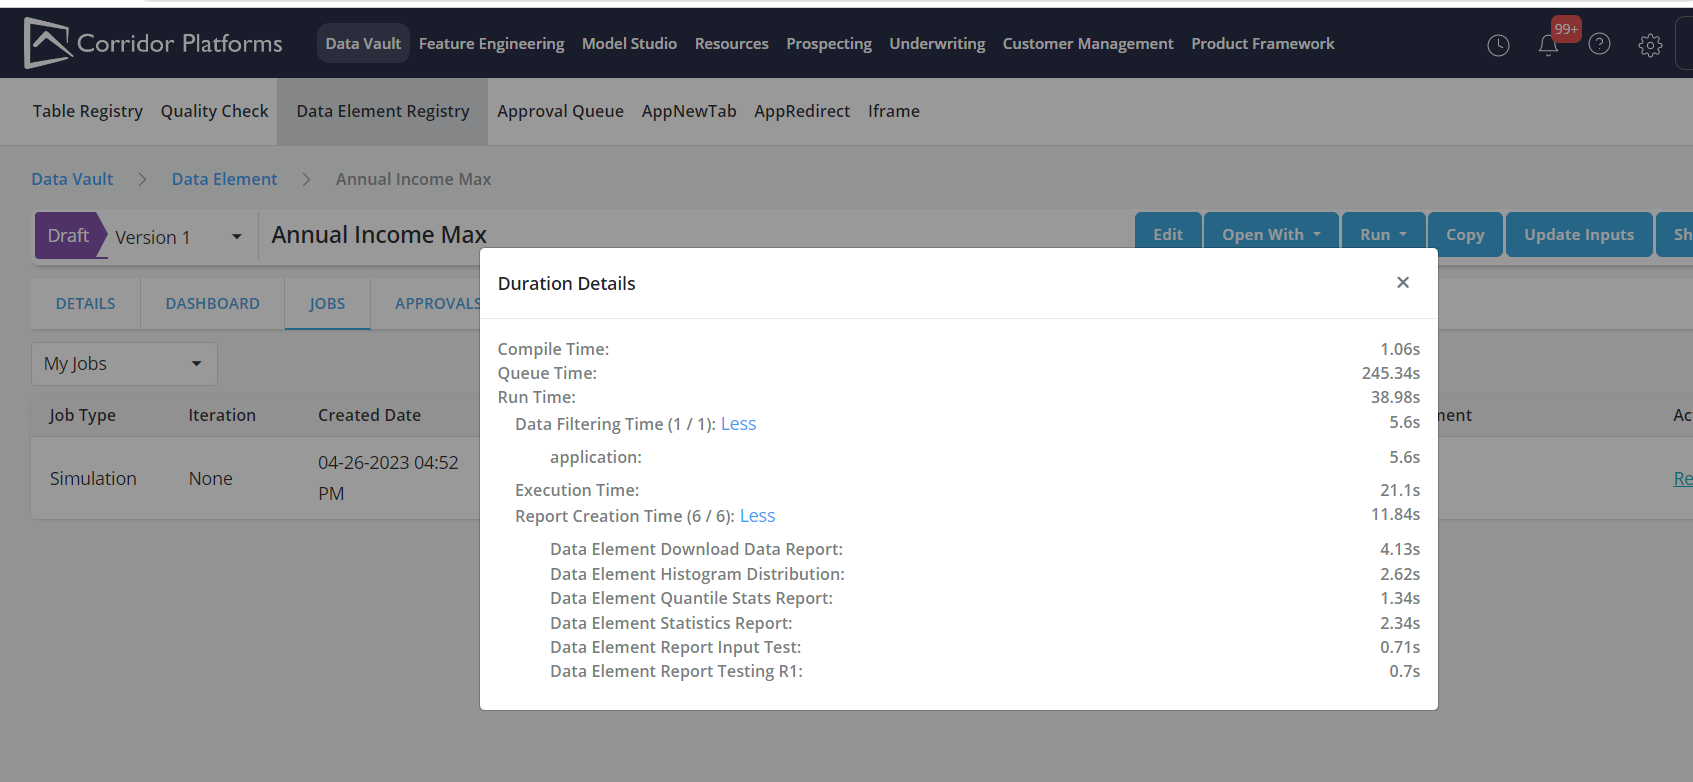 Corridor Platforms
Data Vault Feature Engineering Model Studio Resources Prospecting Underwriting Customer Management Product Framework 99+
Table Registry Quality Check Data Element Registry Approval Queue AppNewTab AppRedirect Iframe
Data Vault Data Element Annual Income Max
Draft Version 1 Annual Income Max Edit Open With Run Copy Update Inputs
DETAILS DASHBOARD JOBS APPROVALS
My Jobs
Job Type Iteration Created Date
Simulation None 04-26-2023 04:52
PM
Duration Details
Compile Time: 1.06s
Queue Time: 245.34s
Run Time: 38.98s
Data Filtering Time (1 / 1): Less 5.6s
application: 5.6s
Execution Time: 21.1s
Report Creation Time (6 / 6): Less 11.84s
Data Element Download Data Report: 4.13s
Data Element Histogram Distribution: 2.62s
Data Element Quantile Stats Report: 1.34s
Data Element Statistics Report: 2.34s
Data Element Report Input Test: 0.71s
Data Element Report Testing R1: 0.7s